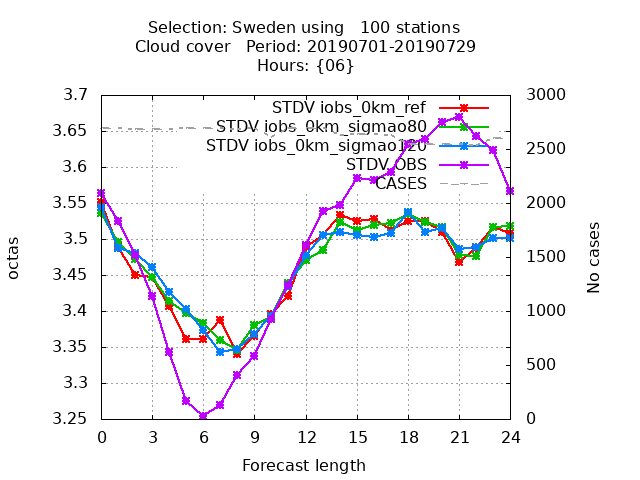 Selection: Sweden using   100 stations
Cloud cover   Period: 20190701-20190729
Hours: {06}
STDV iobs_0km_ref
STDV iobs_0km_sigmao80
STDV iobs_0km_sigmao120
STDV OBS
CASES
3.7
3.65
3.6
3.55
3.5
3.45
3.4
3.35
3.3
3.25
octas
3000
2500
2000
1500
1000
500
0
No cases
0 3 6 9 12 15 18 21 24
Forecast length